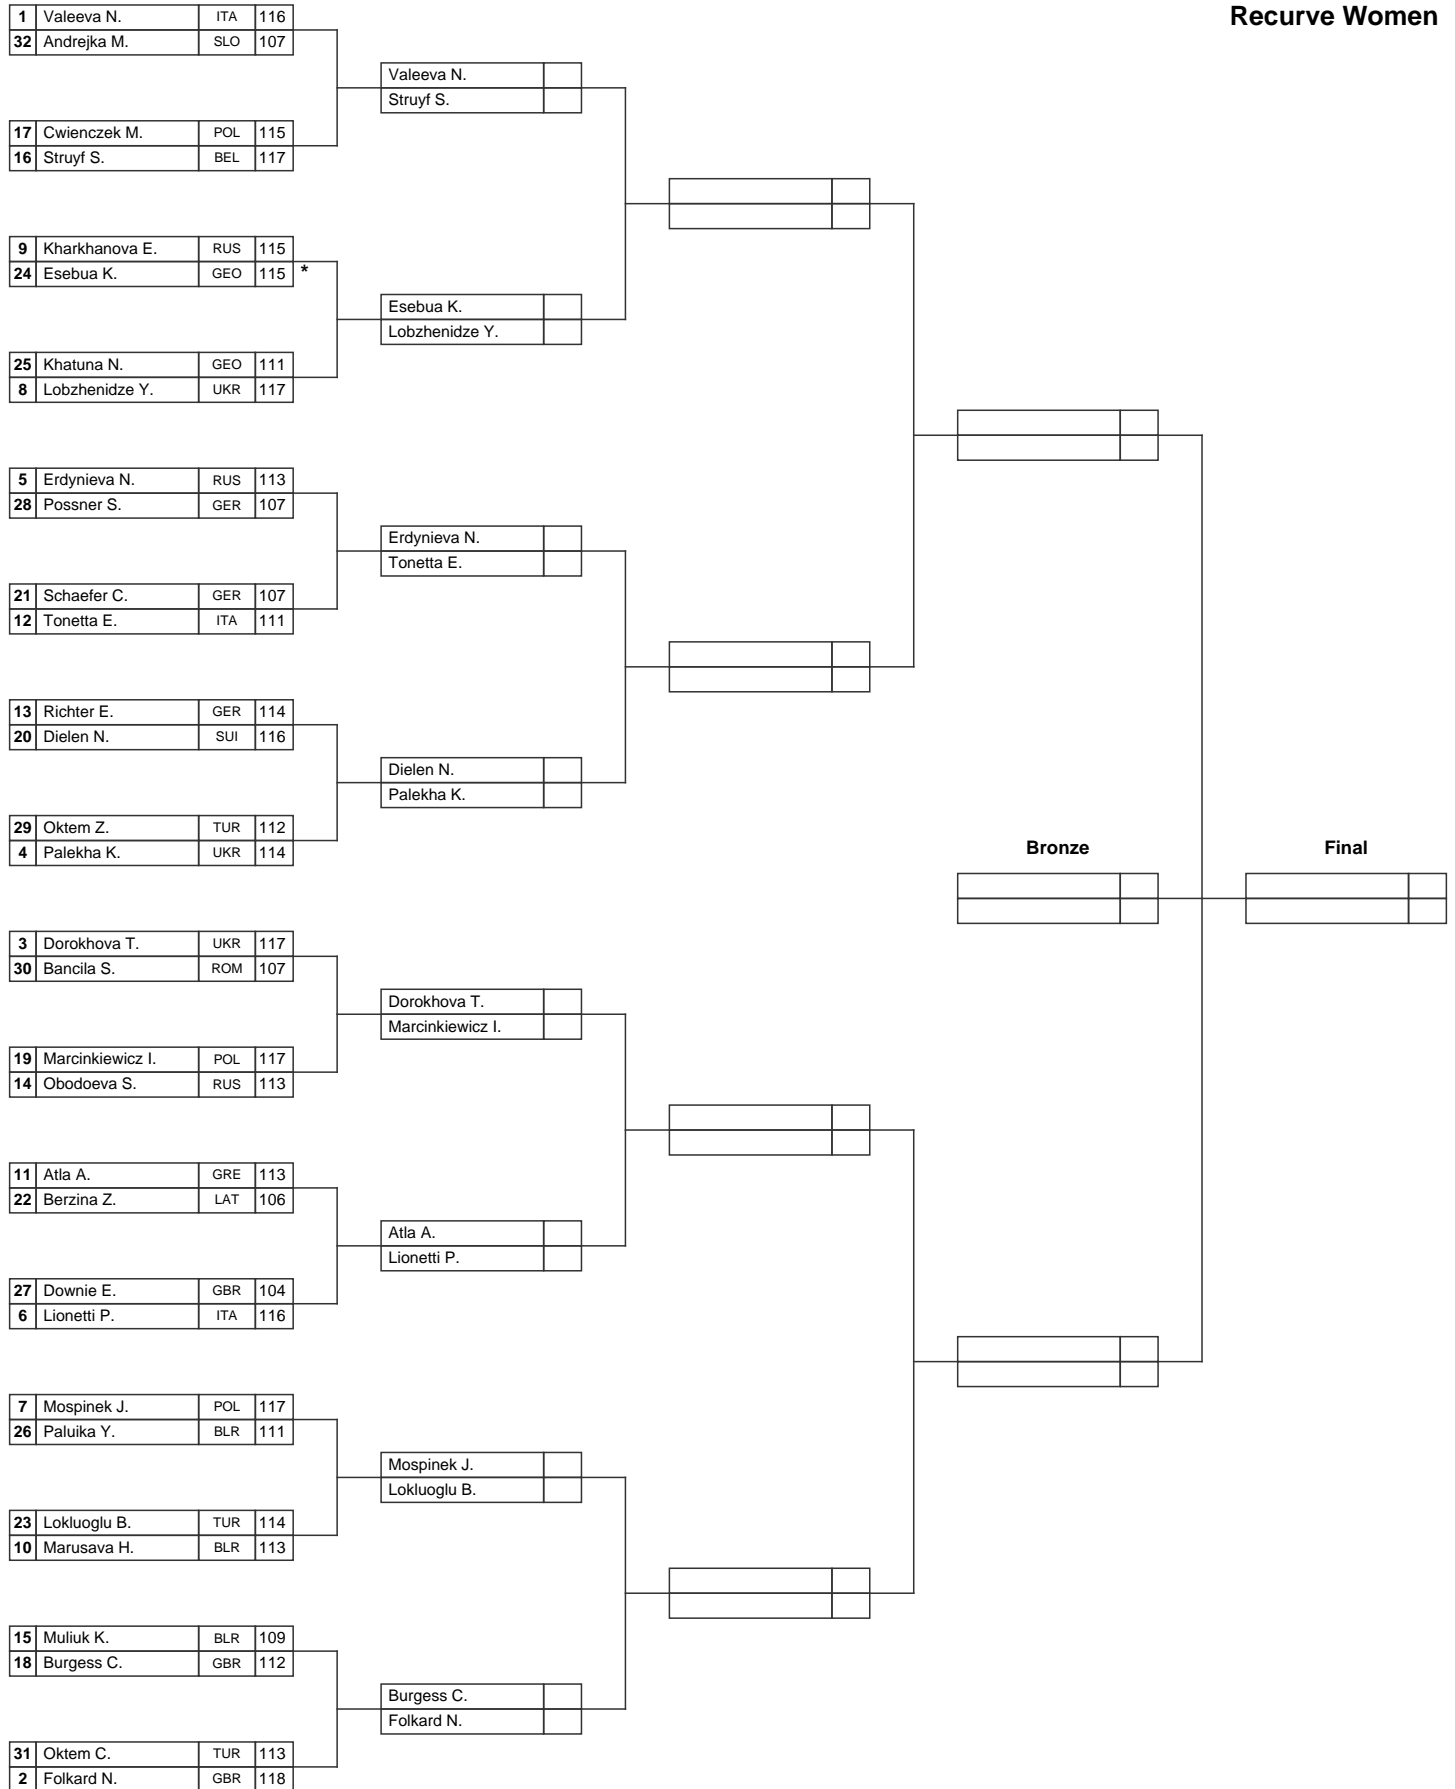 Recurve Women
1 Valeeva N. ITA 116
32 Andrejka M. SLO 107
17 Cwienczek M. POL 115
16 Struyf S. BEL 117
9 Kharkhanova E. RUS 115
24 Esebua K. GEO 115 *
25 Khatuna N. GEO 111
8 Lobzhenidze Y. UKR 117
5 Erdynieva N. RUS 113
28 Possner S. GER 107
21 Schaefer C. GER 107
12 Tonetta E. ITA 111
13 Richter E. GER 114
20 Dielen N. SUI 116
29 Oktem Z. TUR 112
4 Palekha K. UKR 114
3 Dorokhova T. UKR 117
30 Bancila S. ROM 107
19 Marcinkiewicz I. POL 117
14 Obodoeva S. RUS 113
11 Atla A. GRE 113
22 Berzina Z. LAT 106
27 Downie E. GBR 104
6 Lionetti P. ITA 116
7 Mospinek J. POL 117
26 Paluika Y. BLR 111
23 Lokluoglu B. TUR 114
10 Marusava H. BLR 113
15 Muliuk K. BLR 109
18 Burgess C. GBR 112
31 Oktem C. TUR 113
2 Folkard N. GBR 118
Valeeva N.
Struyf S.
Esebua K.
Lobzhenidze Y.
Erdynieva N.
Tonetta E.
Dielen N.
Palekha K.
Dorokhova T.
Marcinkiewicz I.
Atla A.
Lionetti P.
Mospinek J.
Lokluoglu B.
Burgess C.
Folkard N.
Bronze
Final